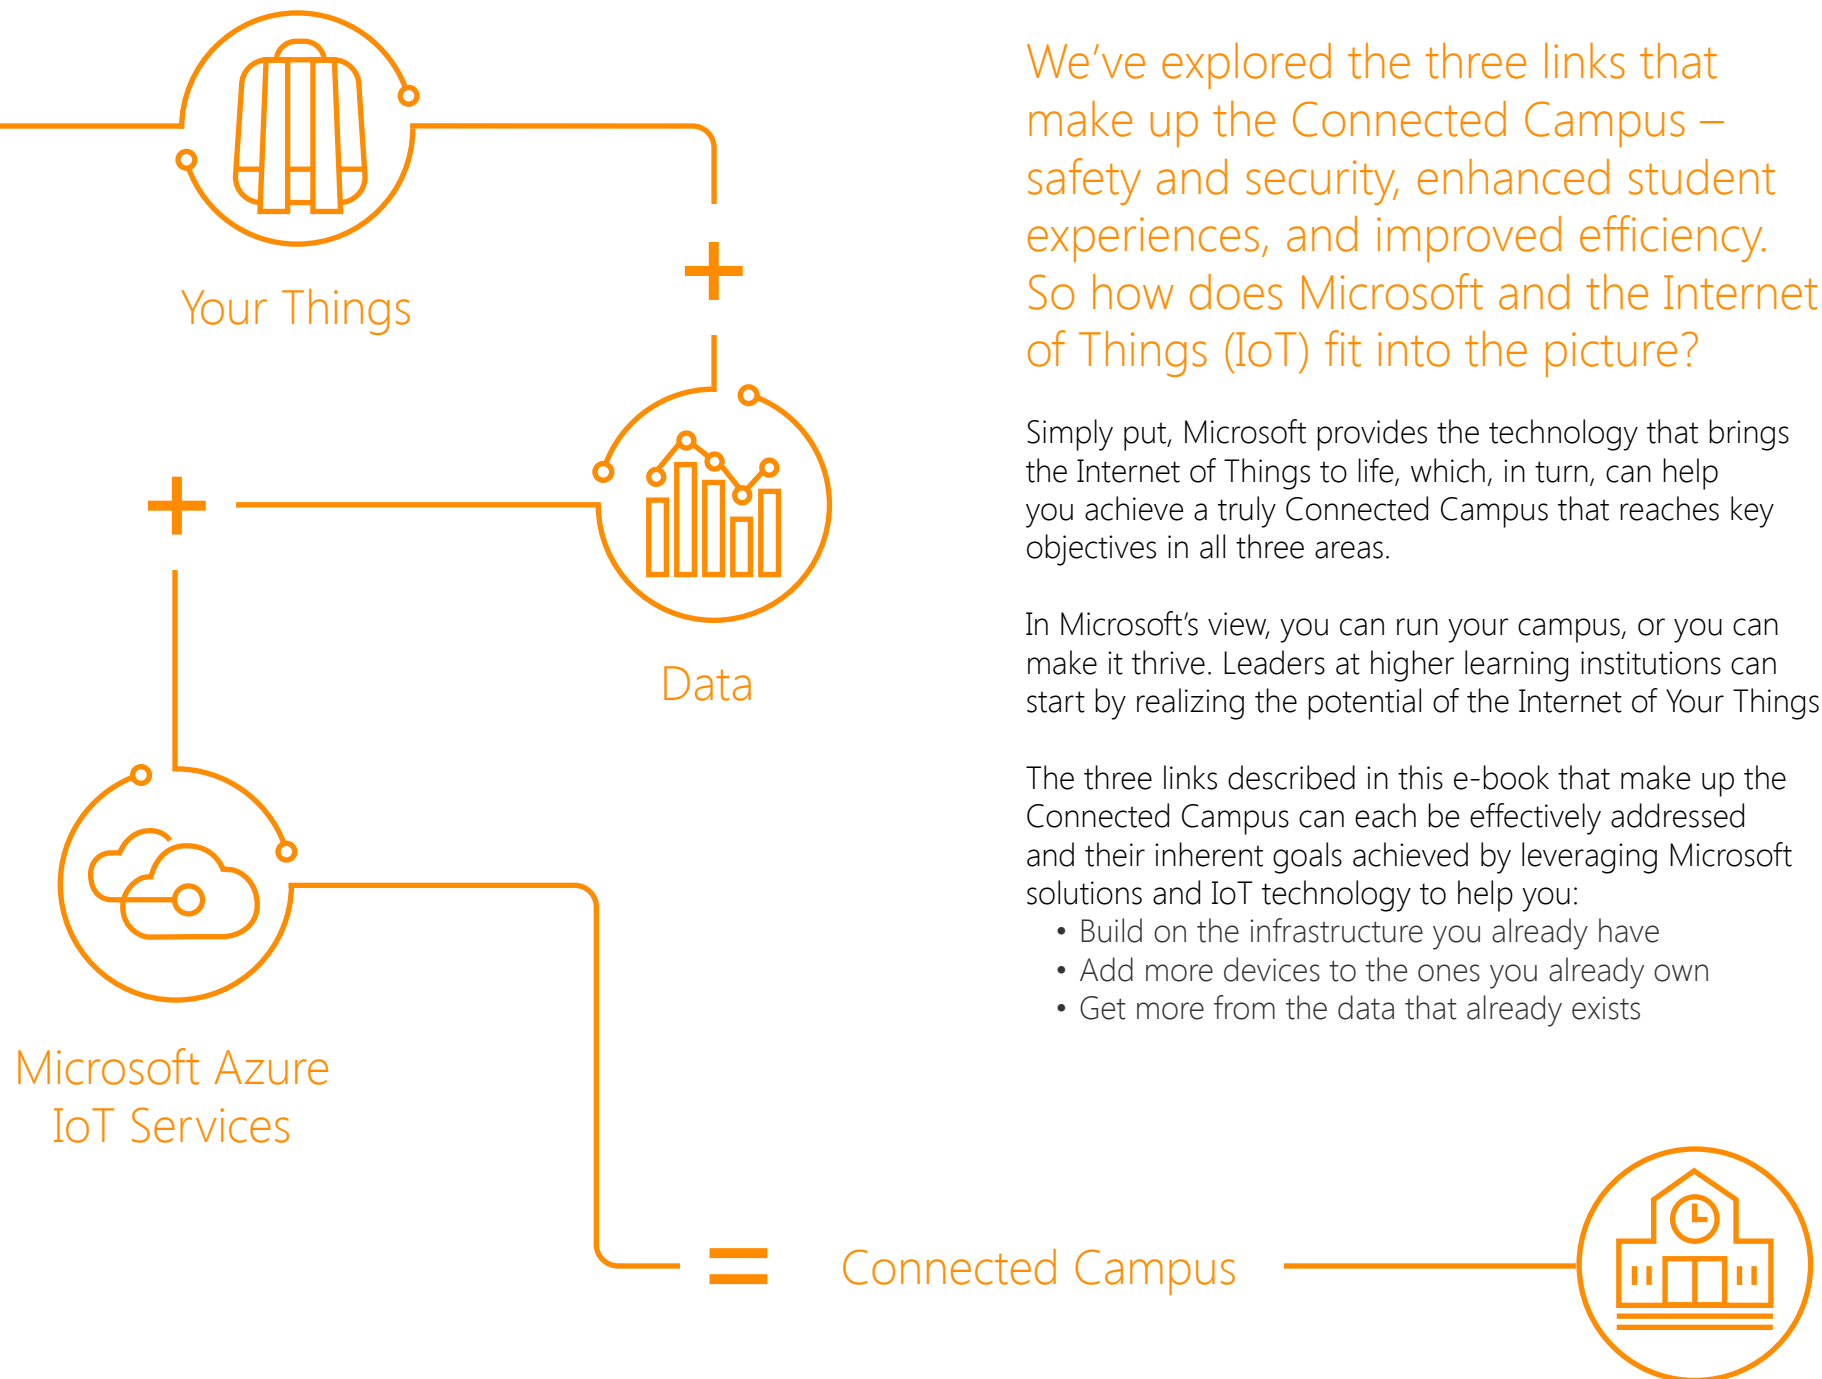 Your Things
+
Data
+
Microsoft Azure
IoT Services
=
Connected Campus
We’ve explored the three links that
make up the Connected Campus –
safety and security, enhanced student
experiences, and improved efficiency.
So how does Microsoft and the Internet
of Things (IoT) fit into the picture?
Simply put, Microsoft provides the technology that brings
the Internet of Things to life, which, in turn, can help
you achieve a truly Connected Campus that reaches key
objectives in all three areas.
In Microsoft’s view, you can run your campus, or you can
make it thrive. Leaders at higher learning institutions can
start by realizing the potential of the Internet of Your Things
The three links described in this e-book that make up the
Connected Campus can each be effectively addressed
and their inherent goals achieved by leveraging Microsoft
solutions and IoT technology to help you:
• Build on the infrastructure you already have
• Add more devices to the ones you already own
• Get more from the data that already exists